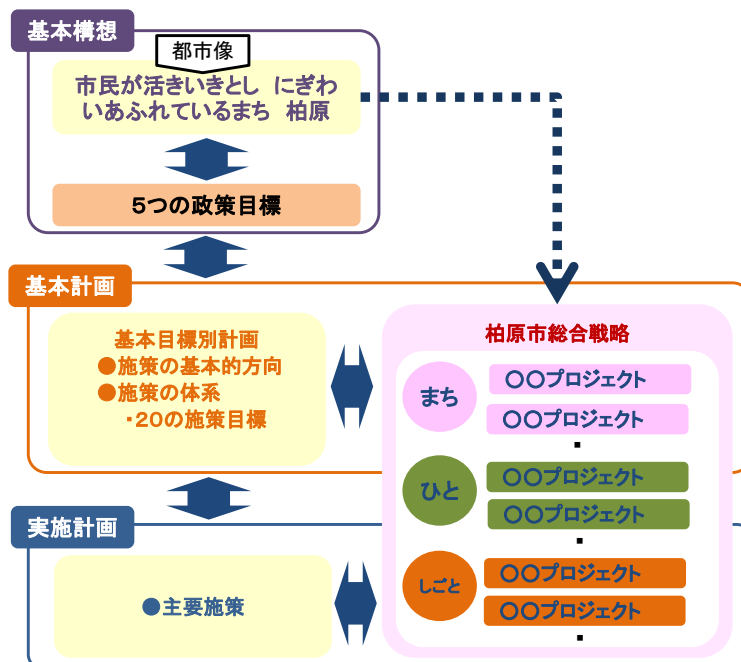 基本構想
都市像
市民が活きいきとし にぎわ
いあふれているまち 柏原
5つの政策目標
基本計画
基本目標別計画
●施策の基本的方向
●施策の体系
・20の施策目標
柏原市総合戦略
まち
〇〇プロジェクト
〇〇プロジェクト
・
ひと
〇〇プロジェクト
〇〇プロジェクト
・
しごと
〇〇プロジェクト
〇〇プロジェクト
・
実施計画
●主要施策